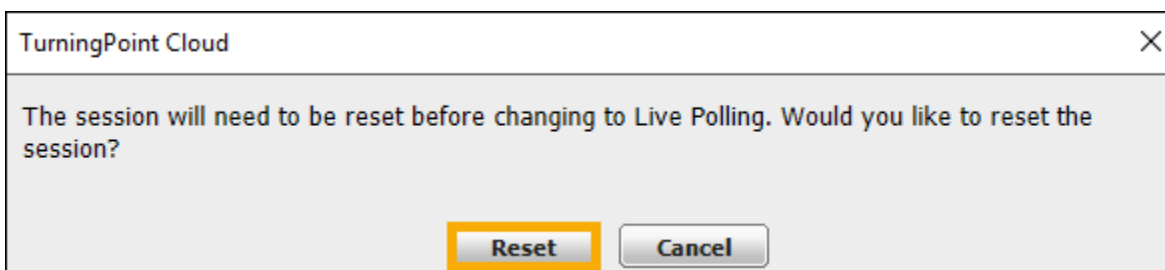 TurningPoint Cloud
The session will need to be reset before changing to Live Polling. Would you like to reset the
session?
Reset Cancel